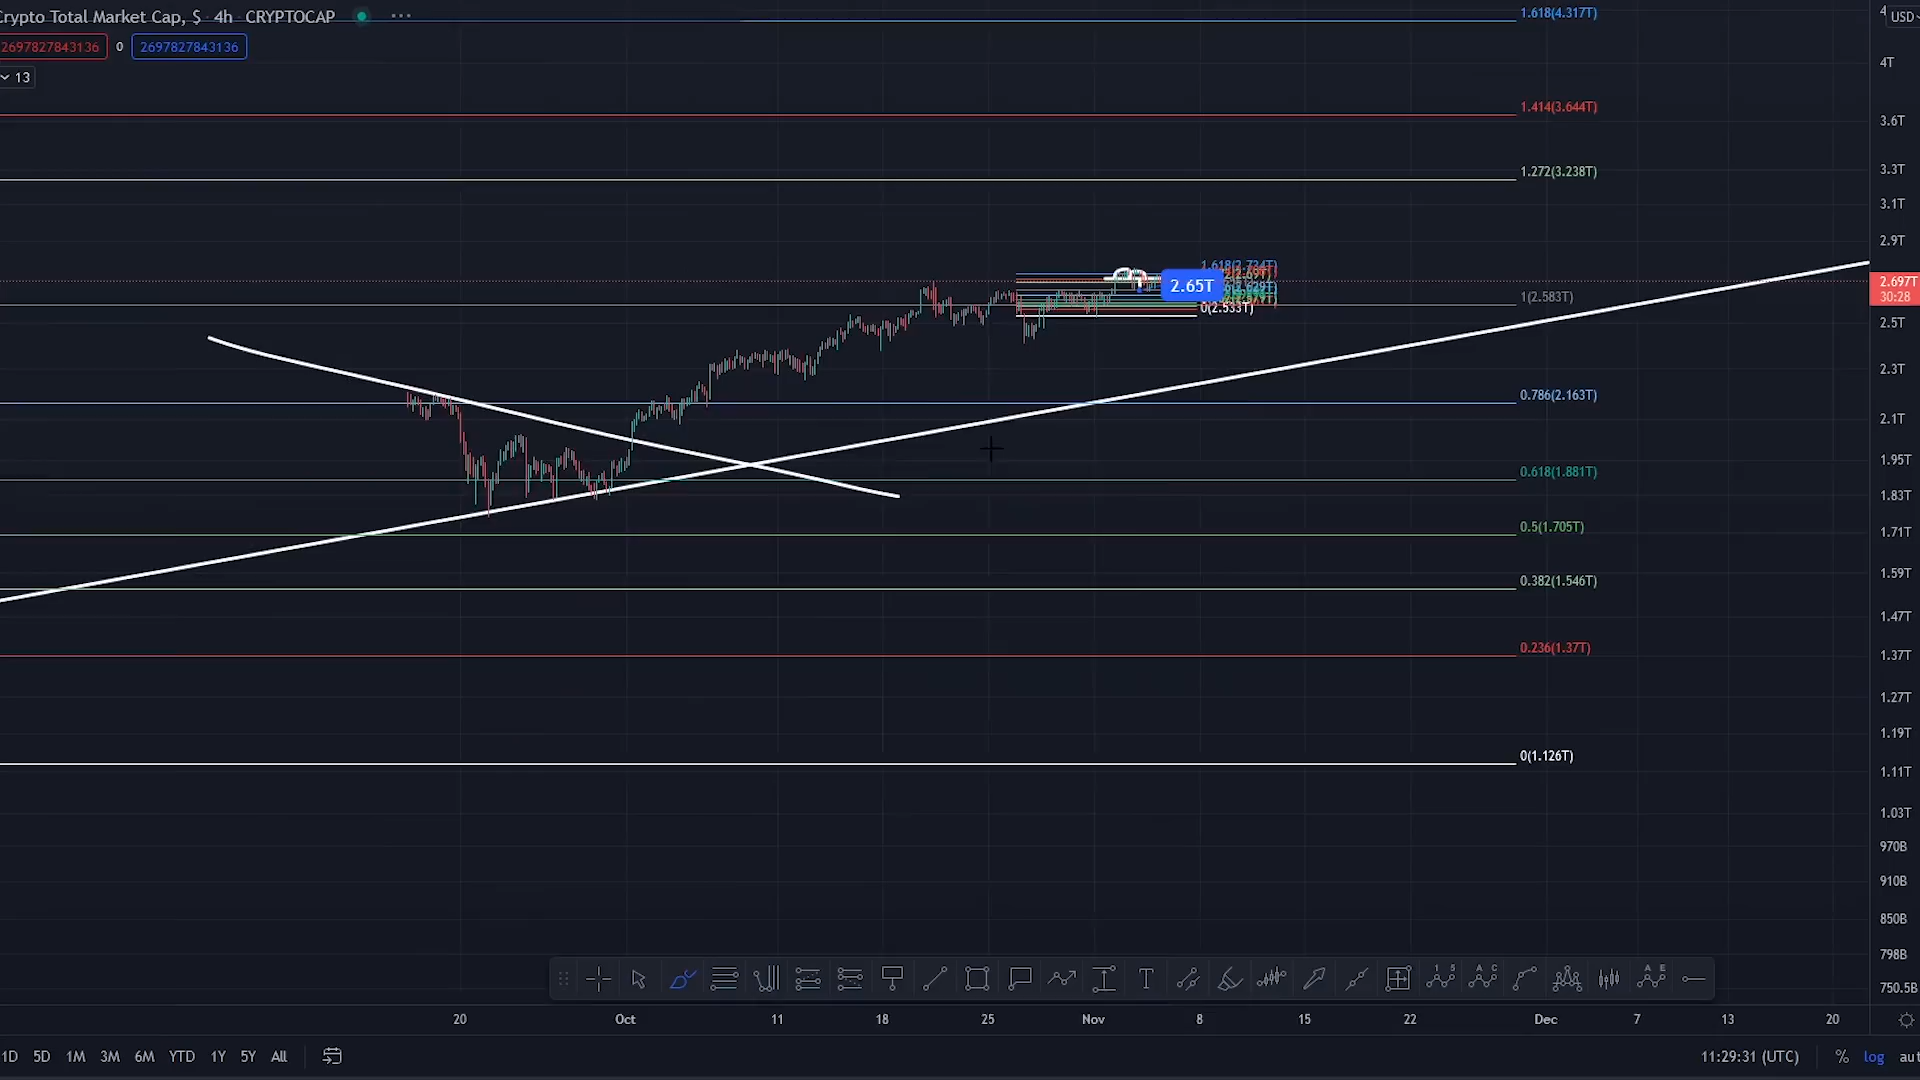 Crypto Total Market Cap, $ · 4h · CRYPTOCAP
2697827843136 0 2697827843136
13
1.618(4.317T)
1.414(3.644T)
1.272(3.238T)
1.618(2.734T)
2.65T
1(2.583T)
0(2.533T)
0.786(2.163T)
0.618(1.881T)
0.5(1.705T)
0.382(1.546T)
0.236(1.37T)
0(1.126T)
USD
4T
3.6T
3.3T
3.1T
2.9T
2.697T
30:28
2.5T
2.3T
2.1T
1.95T
1.83T
1.71T
1.59T
1.47T
1.37T
1.27T
1.19T
1.11T
1.03T
970B
910B
850B
798B
750.5B
20 Oct 11 18 25 Nov 8 15 22 Dec 7 13 20
1D 5D 1M 3M 6M YTD 1Y 5Y All
11:29:31 (UTC) % log